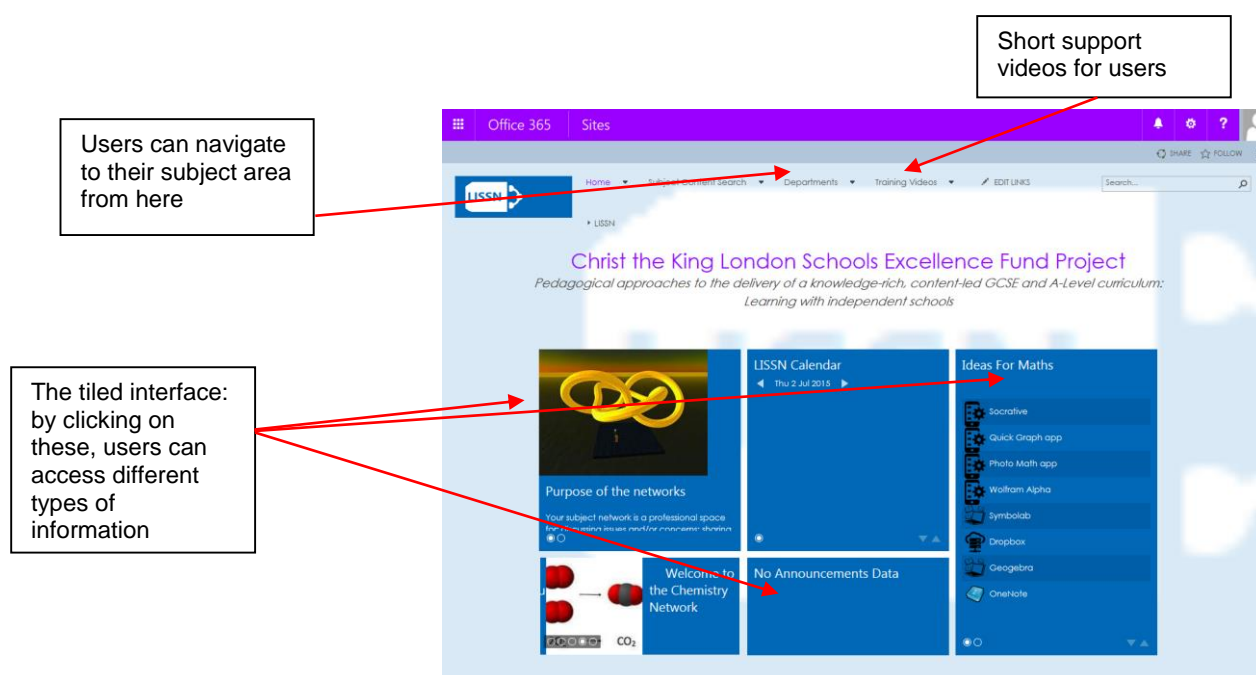 Short support
videos for users
Users can navigate
to their subject area
from here
Office 365 Sites
?
SHARE FOLLOW
LISSN
Home Subject Content Search Departments Training Videos EDIT LINKS Search...
LISSN
Christ the King London Schools Excellence Fund Project
Pedagogical approaches to the delivery of a knowledge-rich, content-led GCSE and A-Level curriculum:
Learning with independent schools
The tiled interface:
by clicking on
these, users can
access different
types of
information
Purpose of the networks
Your subject network is a professional space
LISSN Calendar
Thu 2 Jul 2015
Ideas For Maths
Socrative
Quick Graph app
Photo Math app
Wolfram Alpha
Symbolab
Dropbox
Geogebra
OneNote
Welcome to
the Chemistry
Network
CO₂
No Announcements Data